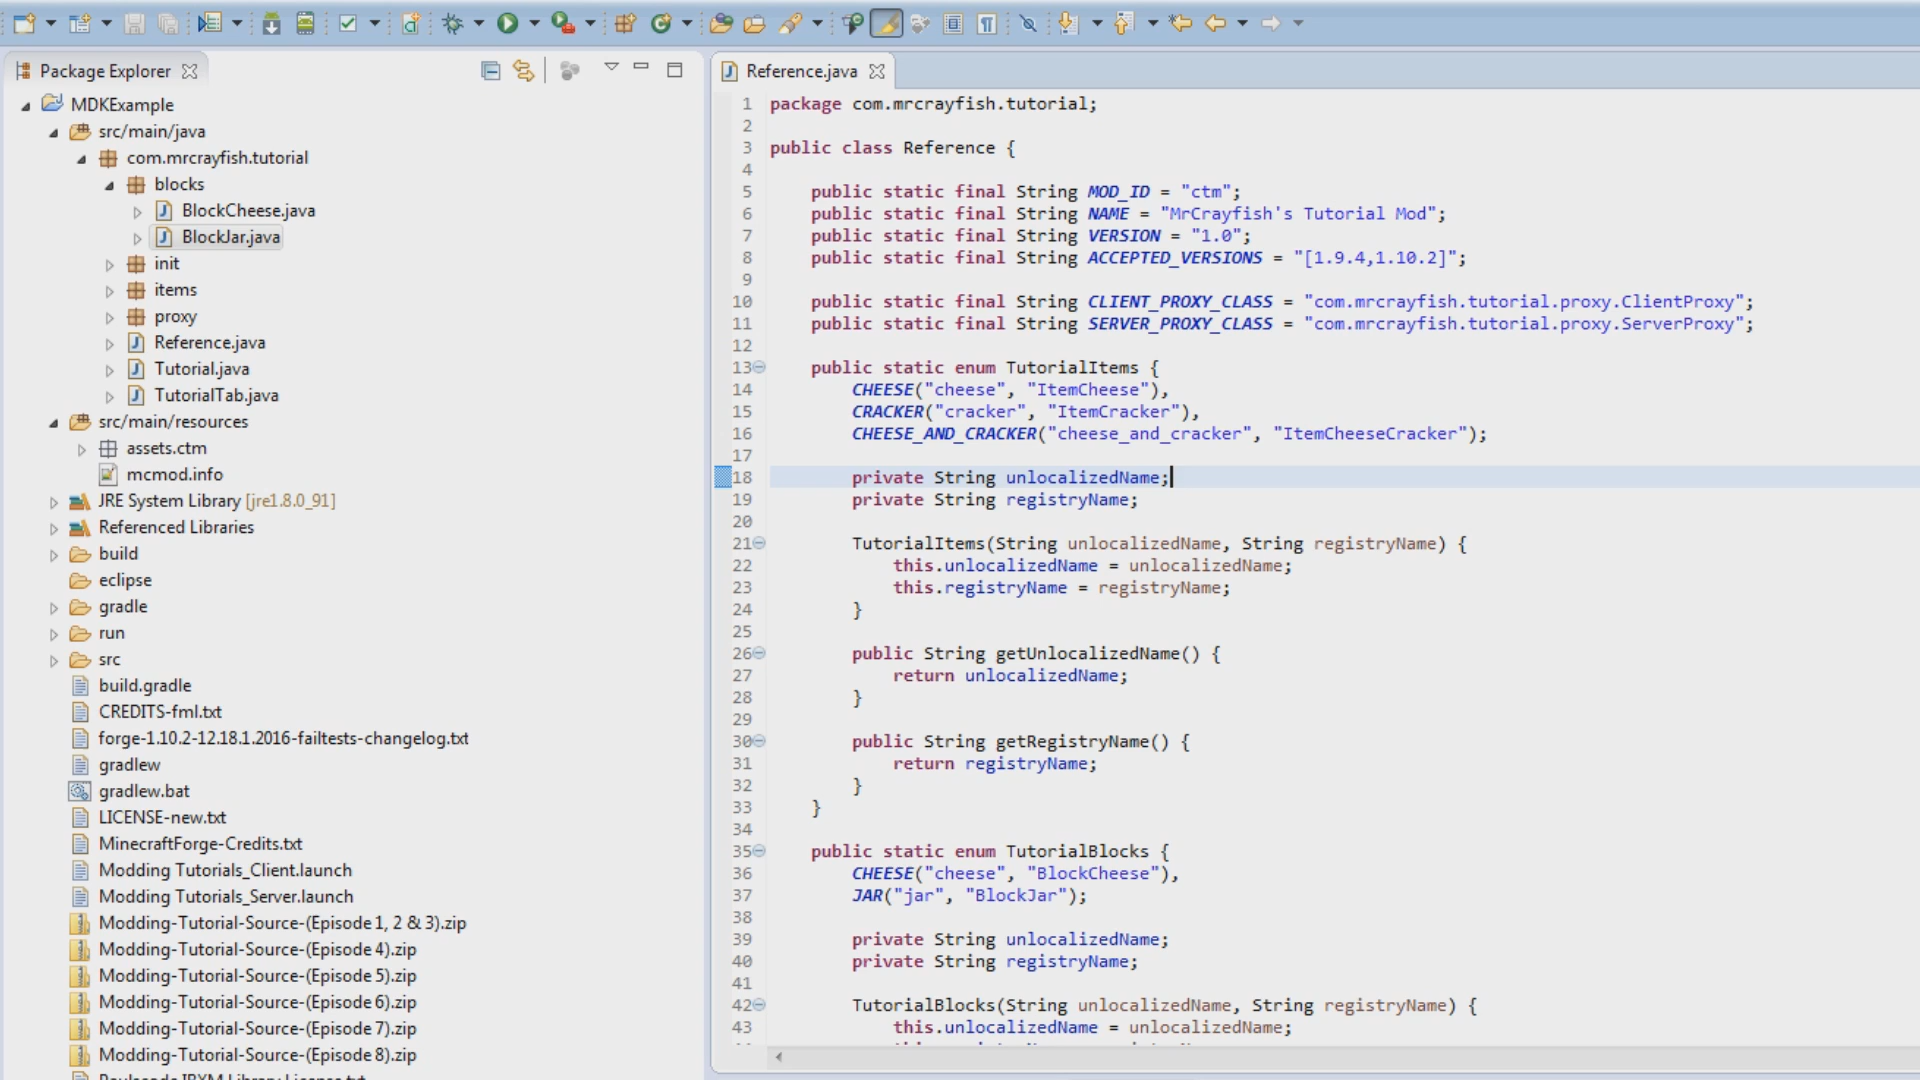 Package Explorer
MDKExample
src/main/java
com.mrcrayfish.tutorial
blocks
BlockCheese.java
BlockJar.java
init
items
proxy
Reference.java
Tutorial.java
TutorialTab.java
src/main/resources
assets.ctm
mcmod.info
JRE System Library [jre1.8.0_91]
Referenced Libraries
build
eclipse
gradle
run
src
build.gradle
CREDITS-fml.txt
forge-1.10.2-12.18.1.2016-failtests-changelog.txt
gradlew
gradlew.bat
LICENSE-new.txt
MinecraftForge-Credits.txt
Modding Tutorials_Client.launch
Modding Tutorials_Server.launch
Modding-Tutorial-Source-(Episode 1, 2 & 3).zip
Modding-Tutorial-Source-(Episode 4).zip
Modding-Tutorial-Source-(Episode 5).zip
Modding-Tutorial-Source-(Episode 6).zip
Modding-Tutorial-Source-(Episode 7).zip
Modding-Tutorial-Source-(Episode 8).zip
Reference.java
1 package com.mrcrayfish.tutorial;
2
3 public class Reference {
4
5 public static final String MOD_ID = "ctm";
6 public static final String NAME = "MrCrayfish's Tutorial Mod";
7 public static final String VERSION = "1.0";
8 public static final String ACCEPTED_VERSIONS = "[1.9.4,1.10.2]";
9
10 public static final String CLIENT_PROXY_CLASS = "com.mrcrayfish.tutorial.proxy.ClientProxy";
11 public static final String SERVER_PROXY_CLASS = "com.mrcrayfish.tutorial.proxy.ServerProxy";
12
13 public static enum TutorialItems {
14 CHEESE("cheese", "ItemCheese"),
15 CRACKER("cracker", "ItemCracker"),
16 CHEESE_AND_CRACKER("cheese_and_cracker", "ItemCheeseCracker");
17
18 private String unlocalizedName;
19 private String registryName;
20
21 TutorialItems(String unlocalizedName, String registryName) {
22 this.unlocalizedName = unlocalizedName;
23 this.registryName = registryName;
24 }
25
26 public String getUnlocalizedName() {
27 return unlocalizedName;
28 }
29
30 public String getRegistryName() {
31 return registryName;
32 }
33 }
34
35 public static enum TutorialBlocks {
36 CHEESE("cheese", "BlockCheese"),
37 JAR("jar", "BlockJar");
38
39 private String unlocalizedName;
40 private String registryName;
41
42 TutorialBlocks(String unlocalizedName, String registryName) {
43 this.unlocalizedName = unlocalizedName;